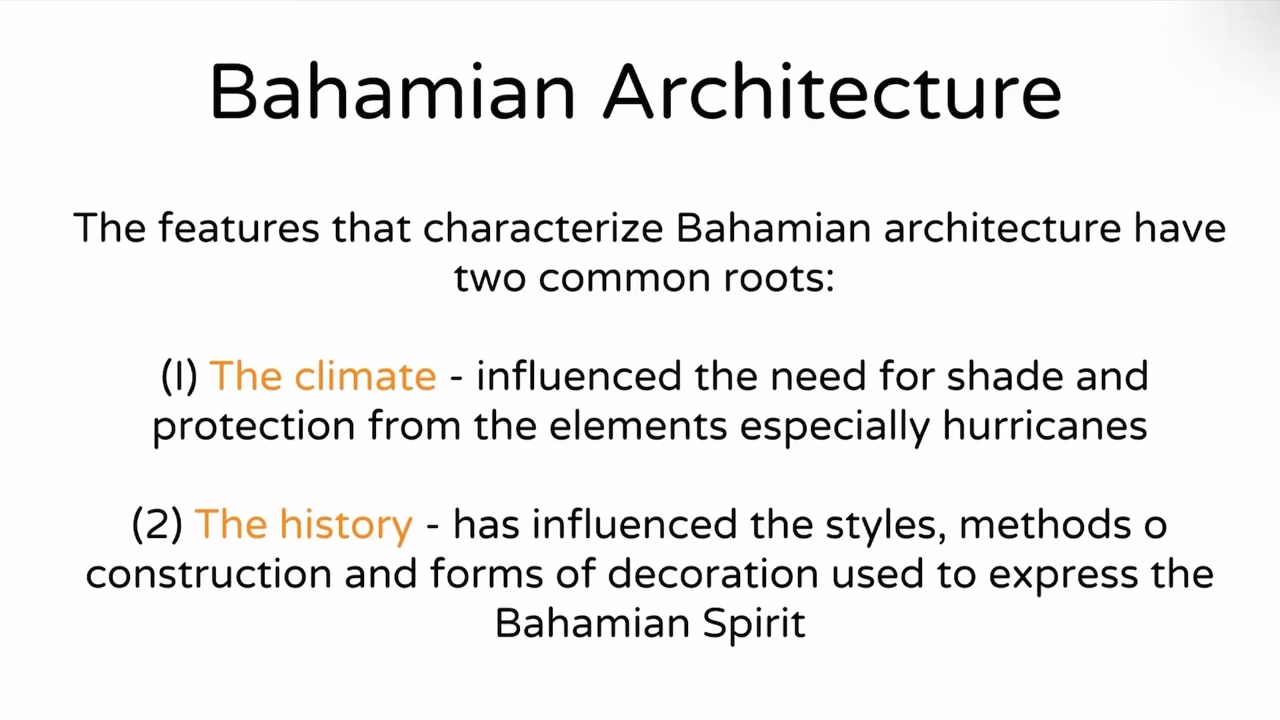 Bahamian Architecture
The features that characterize Bahamian architecture have
two common roots:
(1) The climate - influenced the need for shade and
protection from the elements especially hurricanes
(2) The history - has influenced the styles, methods o
construction and forms of decoration used to express the
Bahamian Spirit